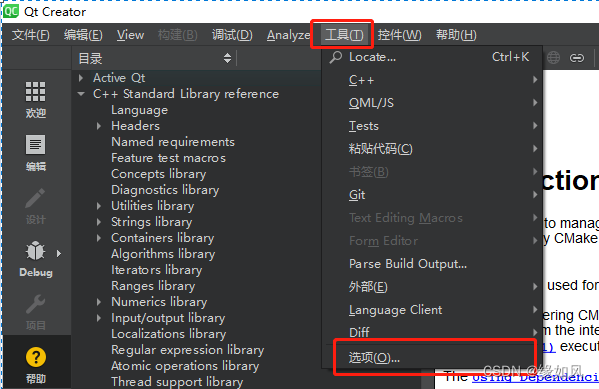 QC Qt Creator
文件(F) 编辑(E) View 构建(B) 调试(D) Analyze 工具(T) 控件(W) 帮助(H)
目录
Active Qt
C++ Standard Library reference
Language
Headers
Named requirements
Feature test macros
Concepts library
Diagnostics library
Utilities library
Strings library
Containers library
Algorithms library
Iterators library
Ranges library
Numerics library
Input/output library
Localizations library
Regular expression library
Atomic operations library
Thread support library
欢迎
编辑
设计
Debug
项目
帮助
Locate... Ctrl+K
C++
QML/JS
Tests
粘贴代码(C)
书签(B)
Git
Text Editing Macros
Form Editor
Parse Build Output...
外部(E)
Language Client
Diff
选项(O)...
ction
to manag
y CMake
used for
ering CM
m the inte
1) execut
The Using Dependenci
CSDN @缘如风